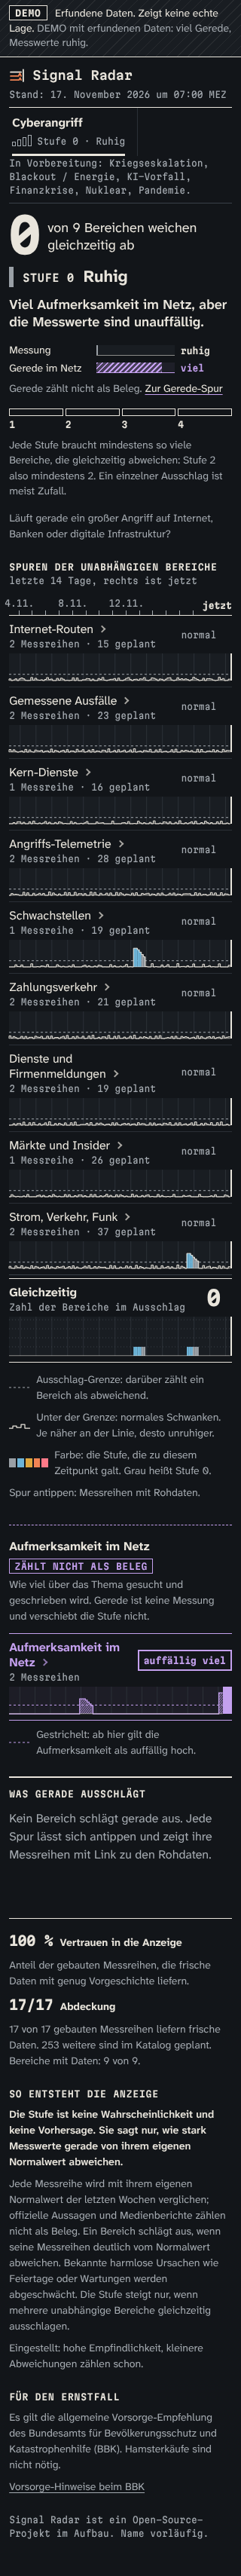 DEMO Erfundene Daten. Zeigt keine echte
Lage. DEMO mit erfundenen Daten: viel Gerede,
Messwerte ruhig.
Signal Radar
Stand: 17. November 2026 um 07:00 MEZ
Cyberangriff
Stufe 0 · Ruhig
In Vorbereitung: Kriegseskalation,
Blackout / Energie, KI-Vorfall,
Finanzkrise, Nuklear, Pandemie.
0 von 9 Bereichen weichen
gleichzeitig ab
STUFE 0 Ruhig
Viel Aufmerksamkeit im Netz, aber
die Messwerte sind unauffällig.
Messung ruhig
Gerede im Netz viel
Gerede zählt nicht als Beleg. Zur Gerede-Spur
1 2 3 4
Jede Stufe braucht mindestens so viele
Bereiche, die gleichzeitig abweichen: Stufe 2
also mindestens 2. Ein einzelner Ausschlag ist
meist Zufall.
Läuft gerade ein großer Angriff auf Internet,
Banken oder digitale Infrastruktur?
SPUREN DER UNABHÄNGIGEN BEREICHE
letzte 14 Tage, rechts ist jetzt
4.11. 8.11. 12.11. jetzt
Internet-Routen
2 Messreihen · 15 geplant
normal
Gemessene Ausfälle
2 Messreihen · 23 geplant
normal
Kern-Dienste
1 Messreihe · 16 geplant
normal
Angriffs-Telemetrie
2 Messreihen · 28 geplant
normal
Schwachstellen
1 Messreihe · 19 geplant
normal
Zahlungsverkehr
2 Messreihen · 21 geplant
normal
Dienste und
Firmenmeldungen
2 Messreihen · 19 geplant
normal
Märkte und Insider
1 Messreihen · 26 geplant
normal
Strom, Verkehr, Funk
2 Messreihen · 37 geplant
normal
Gleichzeitig
Zahl der Bereiche im Ausschlag
0
Ausschlag-Grenze: darüber zählt ein
Bereich als abweichend.
Unter der Grenze: normales Schwanken.
Je näher an der Linie, desto unruhiger.
Farbe: die Stufe, die zu diesem
Zeitpunkt galt. Grau heißt Stufe 0.
Spur antippen: Messreihen mit Rohdaten.
Aufmerksamkeit im Netz
ZÄHLT NICHT ALS BELEG
Wie viel über das Thema gesucht und
geschrieben wird. Gerede ist keine Messung
und verschiebt die Stufe nicht.
Aufmerksamkeit im
Netz
2 Messreihen
auffällig viel
Gestrichelt: ab hier gilt die
Aufmerksamkeit als auffällig hoch.
WAS GERADE AUSSCHLÄGT
Kein Bereich schlägt gerade aus. Jede
Spur lässt sich antippen und zeigt ihre
Messreihen mit Link zu den Rohdaten.
100 % Vertrauen in die Anzeige
Anteil der gebauten Messreihen, die frische
Daten mit genug Vorgeschichte liefern.
17/17 Abdeckung
17 von 17 gebauten Messreihen liefern frische
Daten. 253 weitere sind im Katalog geplant.
Bereiche mit Daten: 9 von 9.
SO ENTSTEHT DIE ANZEIGE
Die Stufe ist keine Wahrscheinlichkeit und
keine Vorhersage. Sie sagt nur, wie stark
Messwerte gerade von ihrem eigenen
Normalwert abweichen.
Jede Messreihe wird mit ihrem eigenen
Normalwert der letzten Wochen verglichen;
offizielle Aussagen und Medienberichte zählen
nicht als Beleg. Ein Bereich schlägt aus, wenn
seine Messreihen deutlich vom Normalwert
abweichen. Bekannte harmlose Ursachen wie
Feiertage oder Wartungen werden
abgeschwächt. Die Stufe steigt nur, wenn
mehrere unabhängige Bereiche gleichzeitig
ausschlagen.
Eingestellt: hohe Empfindlichkeit, kleinere
Abweichungen zählen schon.
FÜR DEN ERNSTFALL
Es gilt die allgemeine Vorsorge-Empfehlung
des Bundesamts für Bevölkerungsschutz und
Katastrophenhilfe (BBK). Hamsterkäufe sind
nicht nötig.
Vorsorge-Hinweise beim BBK
Signal Radar ist ein Open-Source-
Projekt im Aufbau. Name vorläufig.